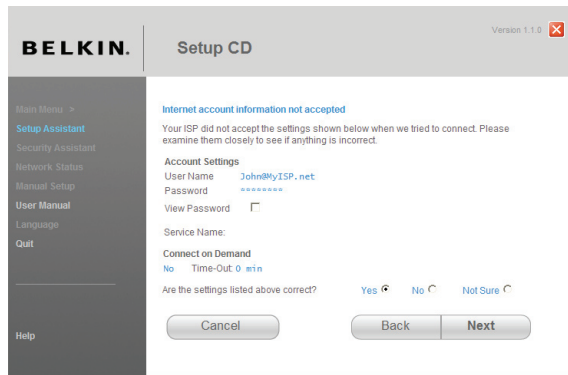 Version 1.1.0
BELKIN.
Setup CD
Main Menu >
Setup Assistant
Security Assistant
Network Status
Manual Setup
User Manual
Language
Quit
Help
Internet account information not accepted
Your ISP did not accept the settings shown below when we tried to connect. Please
examine them closely to see if anything is incorrect.
Account Settings
User Name John@MyISP.net
Password ********
View Password
Service Name:
Connect on Demand
No Time-Out: 0 min
Are the settings listed above correct? Yes No Not Sure
Cancel Back Next